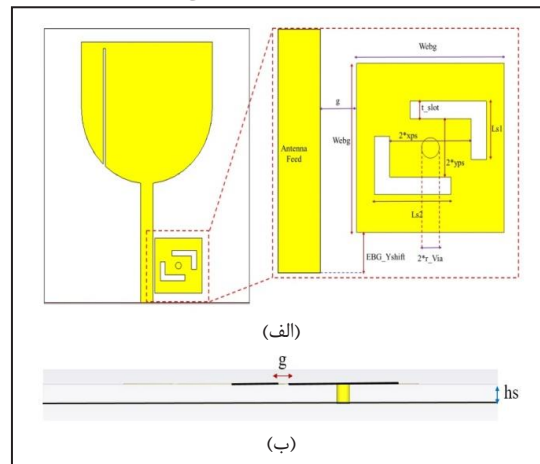 Webg
g
t_slot
2*xps
Ls1
Antenna
Feed
Webg
2*yps
Ls2
EBG_Yshift
2*r_Via
(الف)
g
hs
(ب)